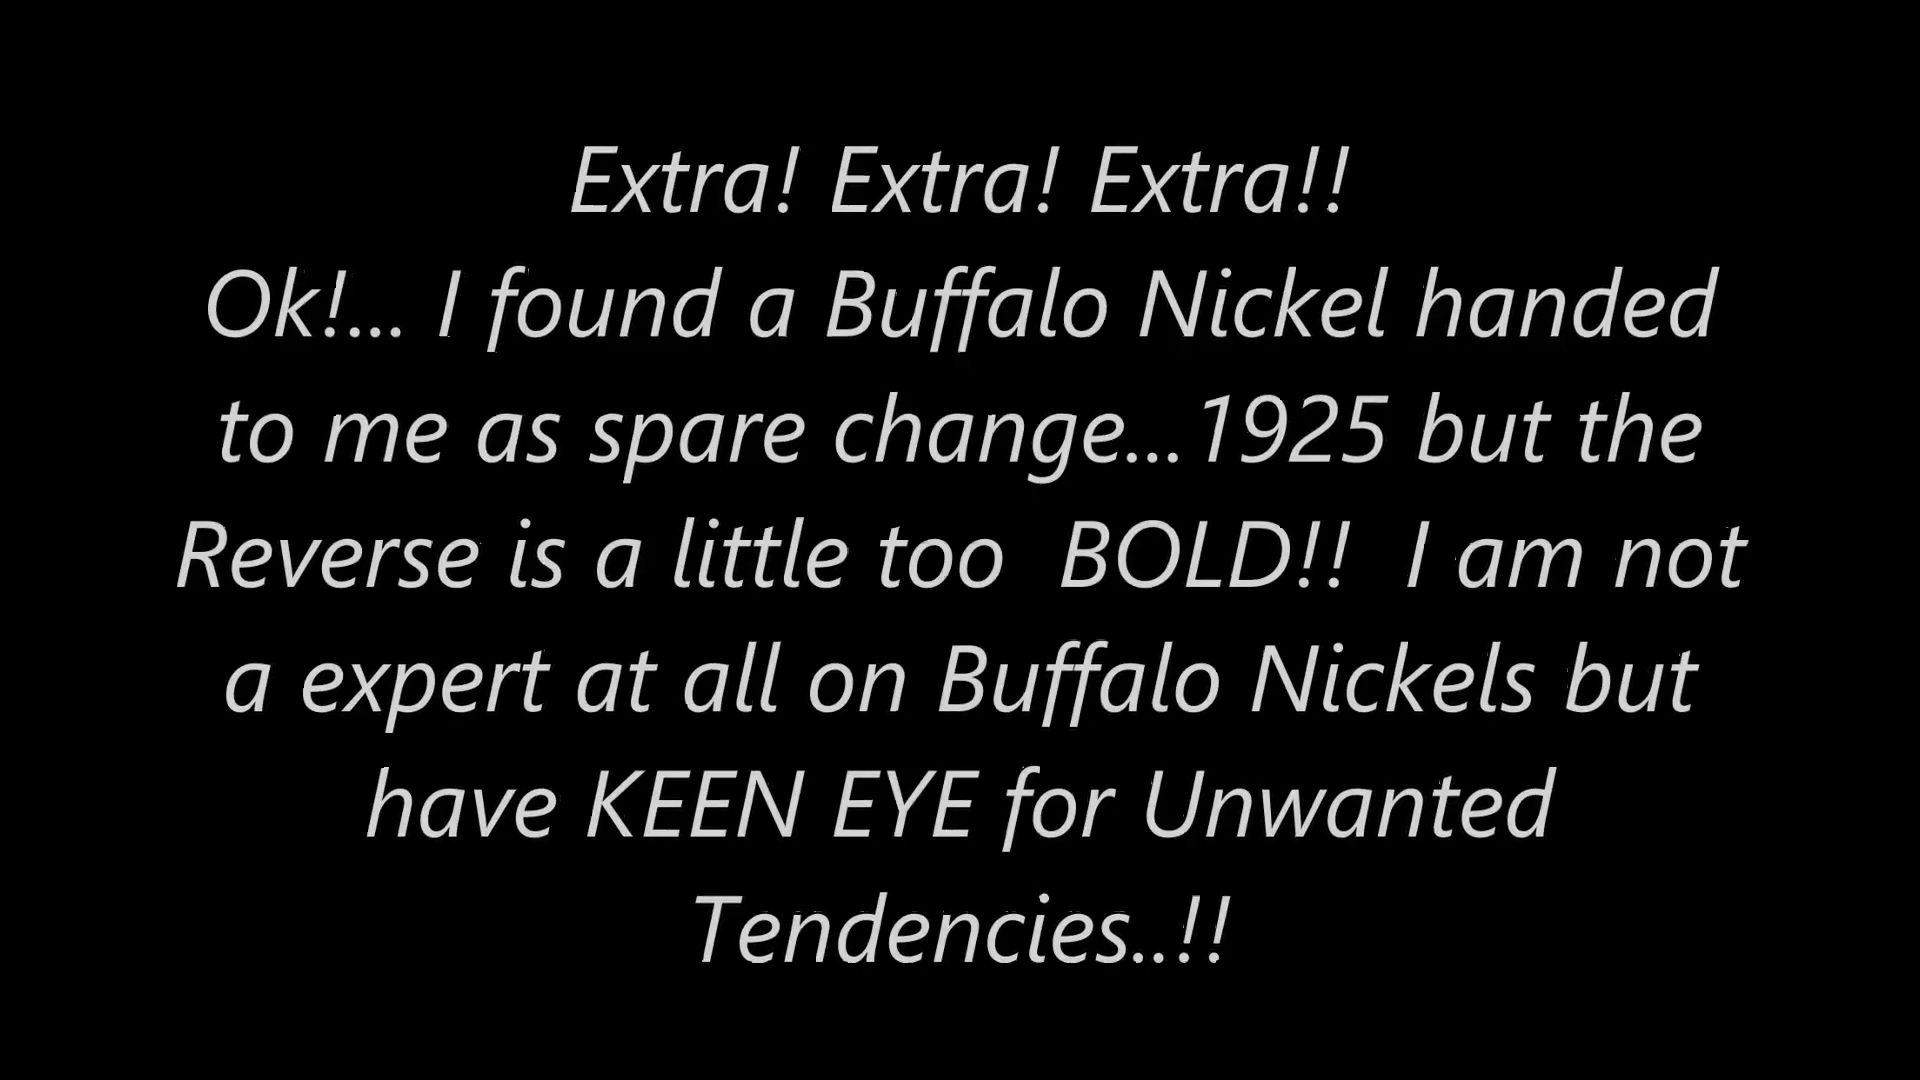 Extra! Extra! Extra!!
Ok!... I found a Buffalo Nickel handed
to me as spare change...1925 but the
Reverse is a little too  BOLD!!  I am not
a expert at all on Buffalo Nickels but
have KEEN EYE for Unwanted
Tendencies..!!